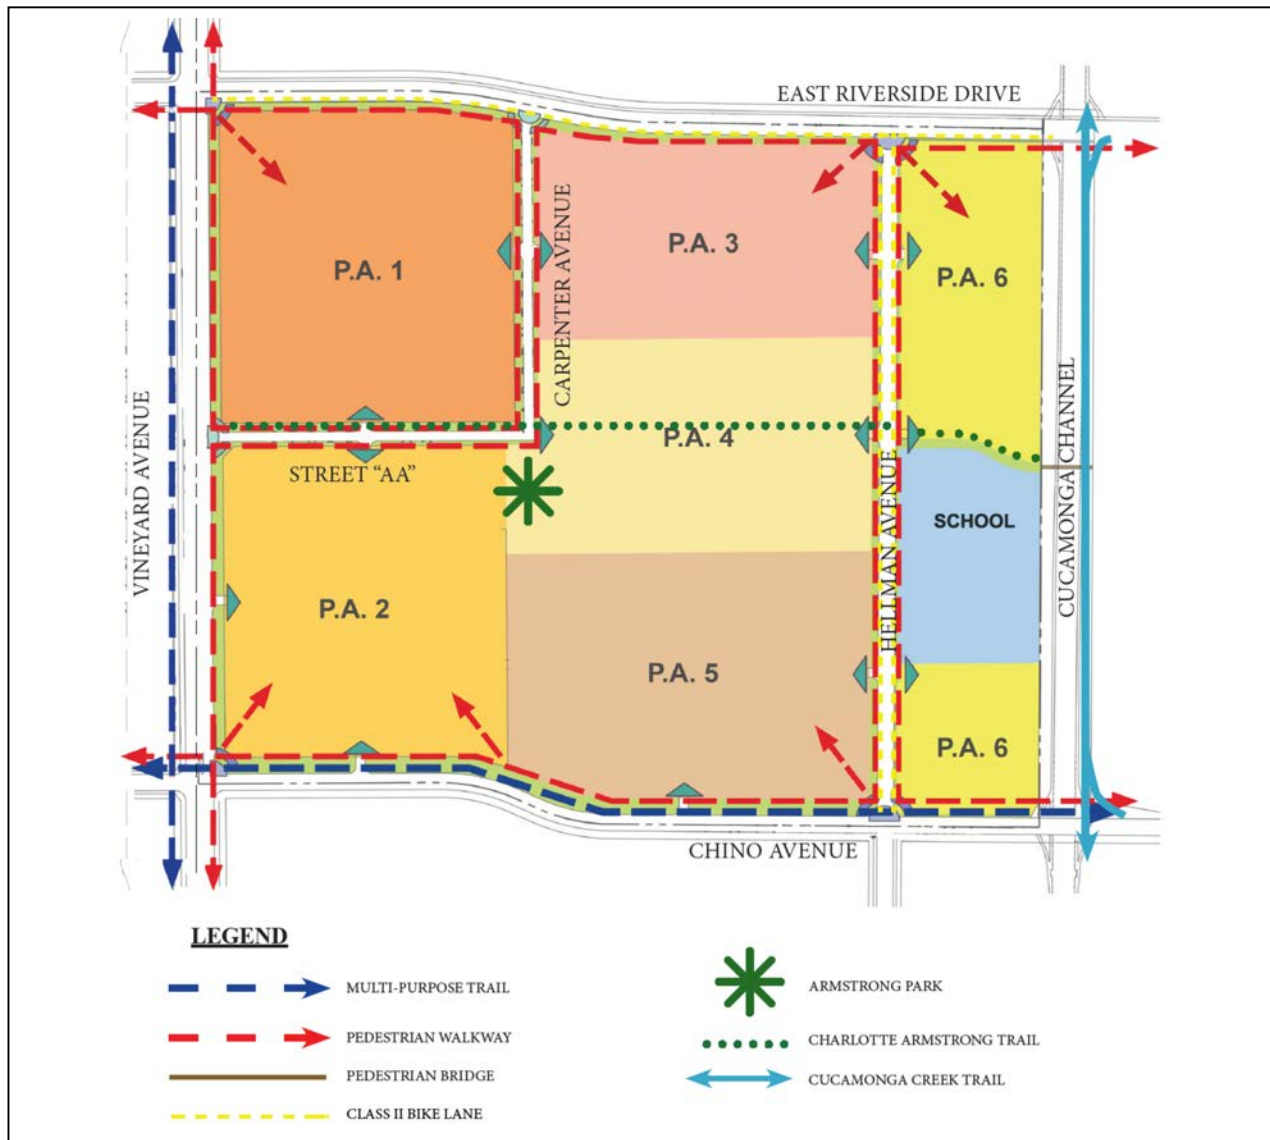 EAST RIVERSIDE DRIVE
P.A. 1
CARPENTER AVENUE
P.A. 3
P.A. 6
VINEYARD AVENUE
STREET “AA”
P.A. 4
HELLMAN AVENUE
CUCAMONGA CHANNEL
SCHOOL
P.A. 2
P.A. 5
P.A. 6
CHINO AVENUE
LEGEND
MULTI-PURPOSE TRAIL
PEDESTRIAN WALKWAY
PEDESTRIAN BRIDGE
CLASS II BIKE LANE
ARMSTRONG PARK
CHARLOTTE ARMSTRONG TRAIL
CUCAMONGA CREEK TRAIL